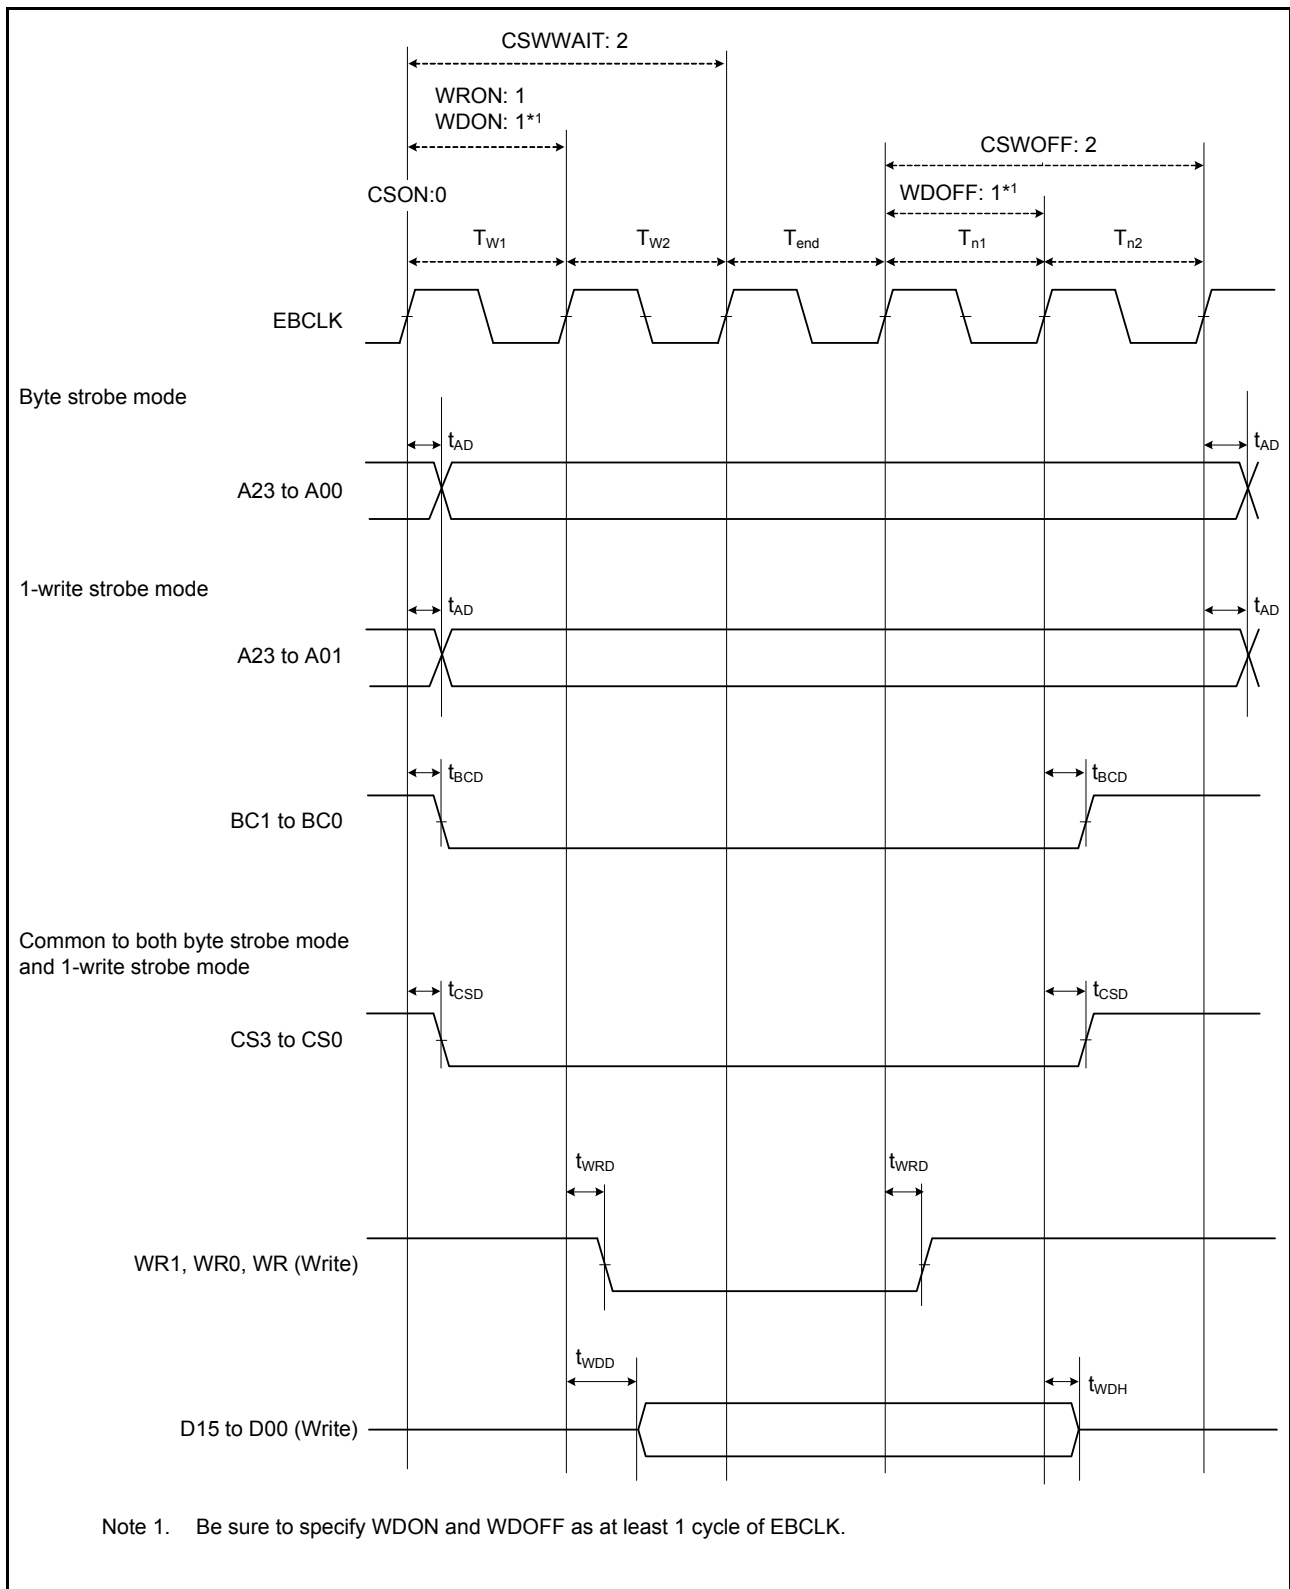 CSWWAIT: 2
WRON: 1
WDON: 1*1
CSWOFF: 2
CSON:0
WDOFF: 1*1
TW1 TW2 Tend Tn1 Tn2
EBCLK
Byte strobe mode
tAD tAD
A23 to A00
1-write strobe mode
tAD tAD
A23 to A01
tBCD tBCD
BC1 to BC0
Common to both byte strobe mode
and 1-write strobe mode
tCSD tCSD
CS3 to CS0
tWRD tWRD
WR1, WR0, WR (Write)
tWDD tWDH
D15 to D00 (Write)
Note 1. Be sure to specify WDON and WDOFF as at least 1 cycle of EBCLK.